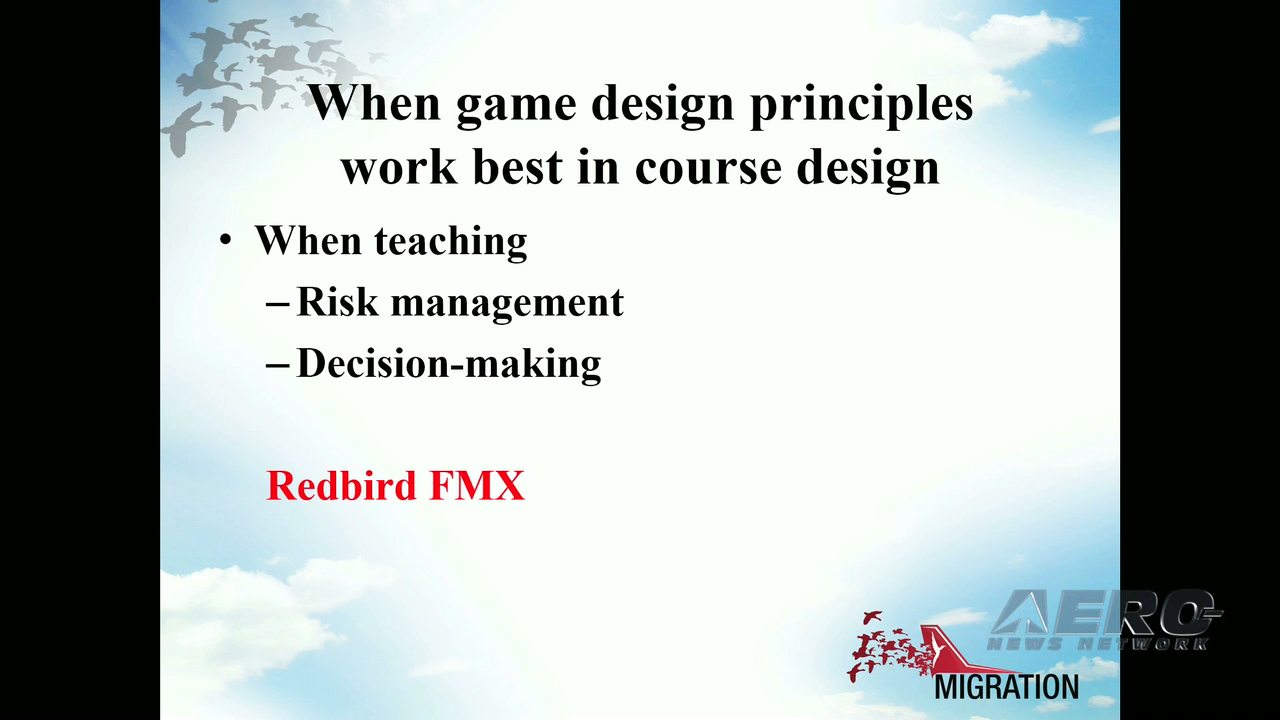 When game design principles
work best in course design
• When teaching
– Risk management
– Decision-making
Redbird FMX
AERO
NEWS NETWORK
MIGRATION